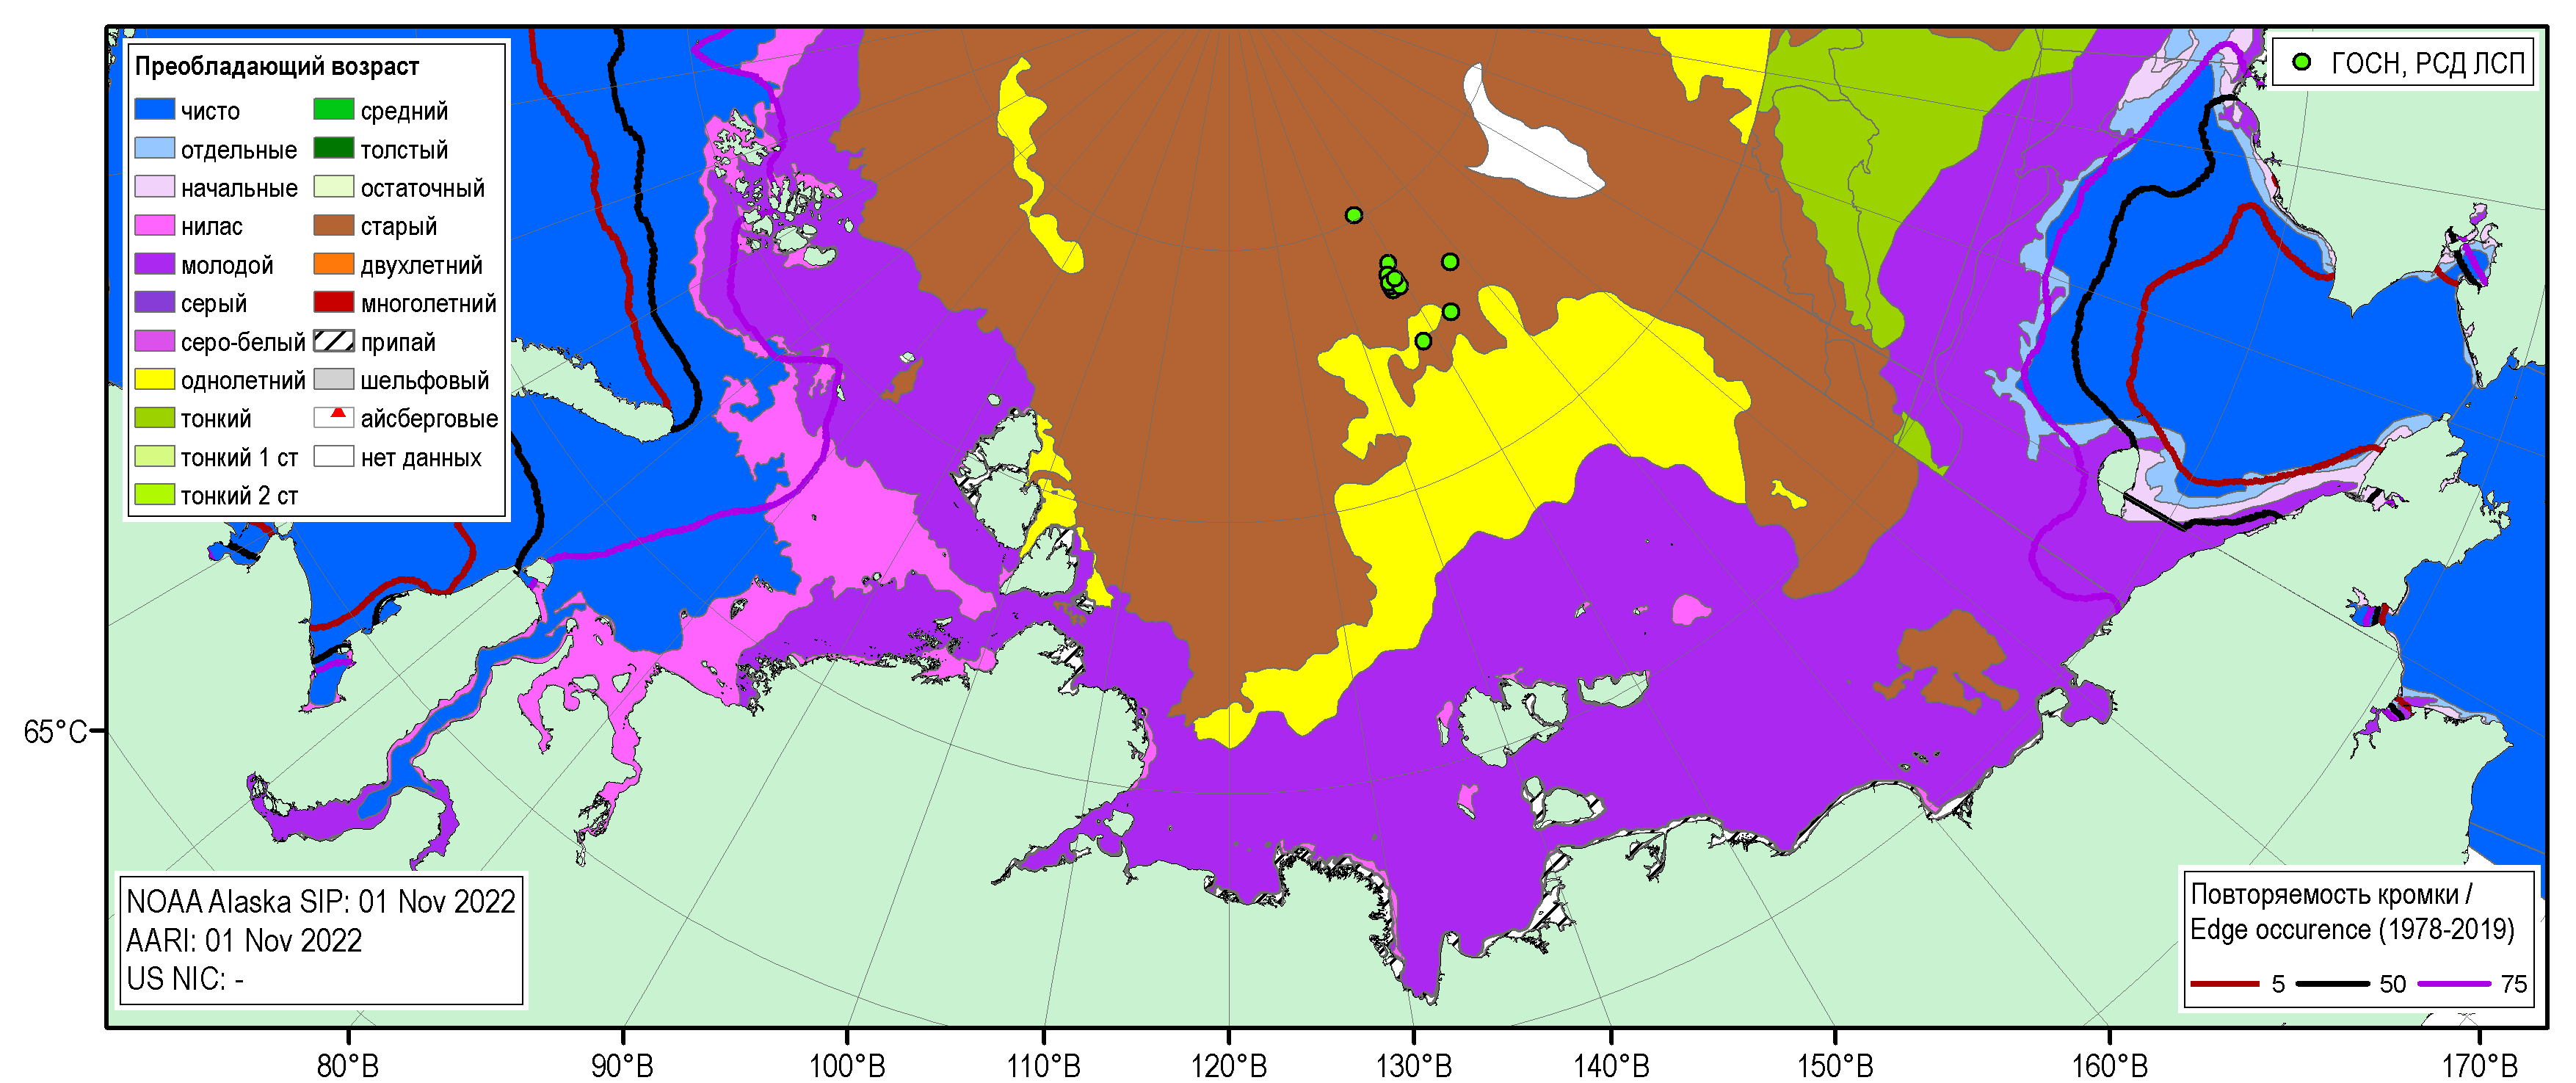 Преобладающий возраст
чисто
отдельные
начальные
нилас
молодой
серый
серо-белый
однолетний
тонкий
тонкий 1 ст
тонкий 2 ст
средний
толстый
остаточный
старый
двухлетний
многолетний
припай
шельфовый
айсберговые
нет данных
ГОСН, РСД ЛСП
65°С
NOAA Alaska SIP: 01 Nov 2022
AARI: 01 Nov 2022
US NIC: -
Повторяемость кромки /
Edge occurence (1978-2019)
5 50 75
80°В 90°В 100°В 110°В 120°В 130°В 140°В 150°В 160°В 170°В